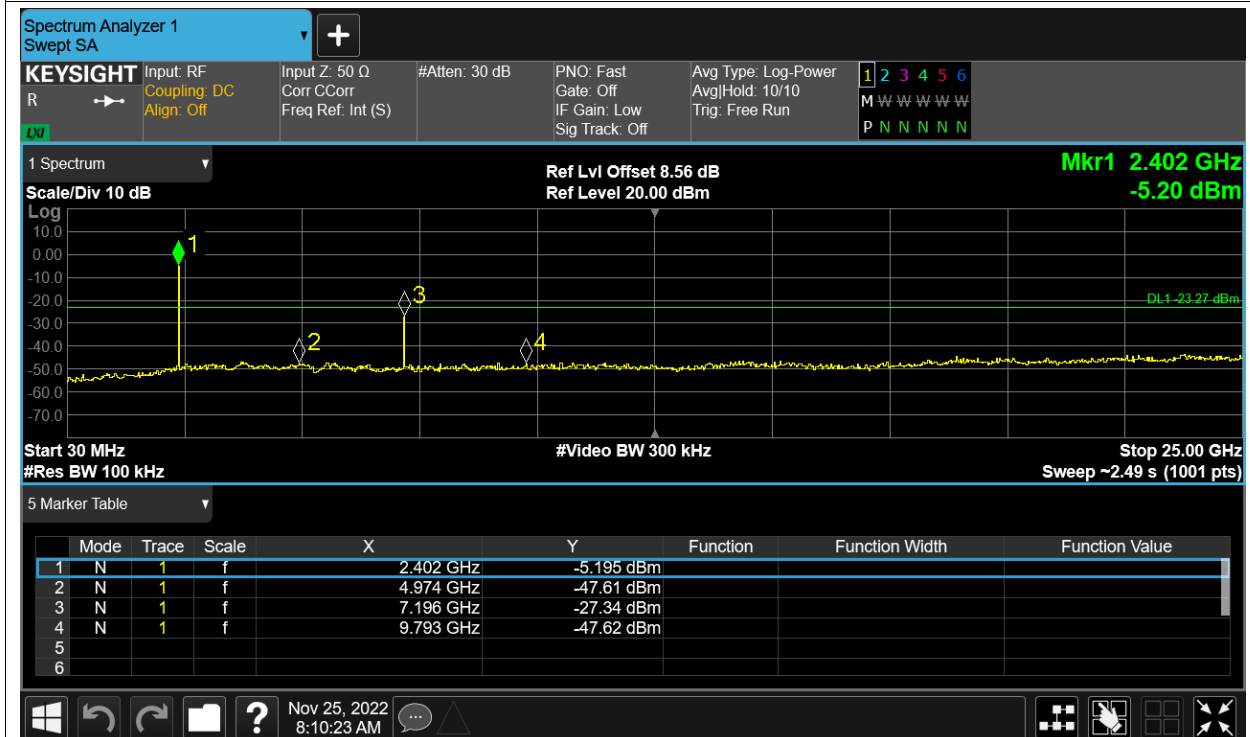 Spectrum Analyzer 1
Swept SA
+
KEYSIGHT
R
LXI
Input: RF
Coupling: DC
Align: Off
Input Z: 50 Ω
Corr CCorr
Freq Ref: Int (S)
#Atten: 30 dB
PNO: Fast
Gate: Off
IF Gain: Low
Sig Track: Off
Avg Type: Log-Power
Avg|Hold: 10/10
Trig: Free Run
1 2 3 4 5 6
M W W W W W
P N N N N N
1 Spectrum
Scale/Div 10 dB
Ref Lvl Offset 8.56 dB
Ref Level 20.00 dBm
Mkr1 2.402 GHz
-5.20 dBm
Log
10.0
0.00
-10.0
-20.0
-30.0
-40.0
-50.0
-60.0
-70.0
1
2
3
4
DL1 -23.27 dBm
Start 30 MHz
#Video BW 300 kHz
Stop 25.00 GHz
#Res BW 100 kHz
Sweep ~2.49 s (1001 pts)
5 Marker Table
Mode Trace Scale X Y Function Function Width Function Value
1 N 1 f 2.402 GHz -5.195 dBm
2 N 1 f 4.974 GHz -47.61 dBm
3 N 1 f 7.196 GHz -27.34 dBm
4 N 1 f 9.793 GHz -47.62 dBm
5
6
?
Nov 25, 2022
8:10:23 AM